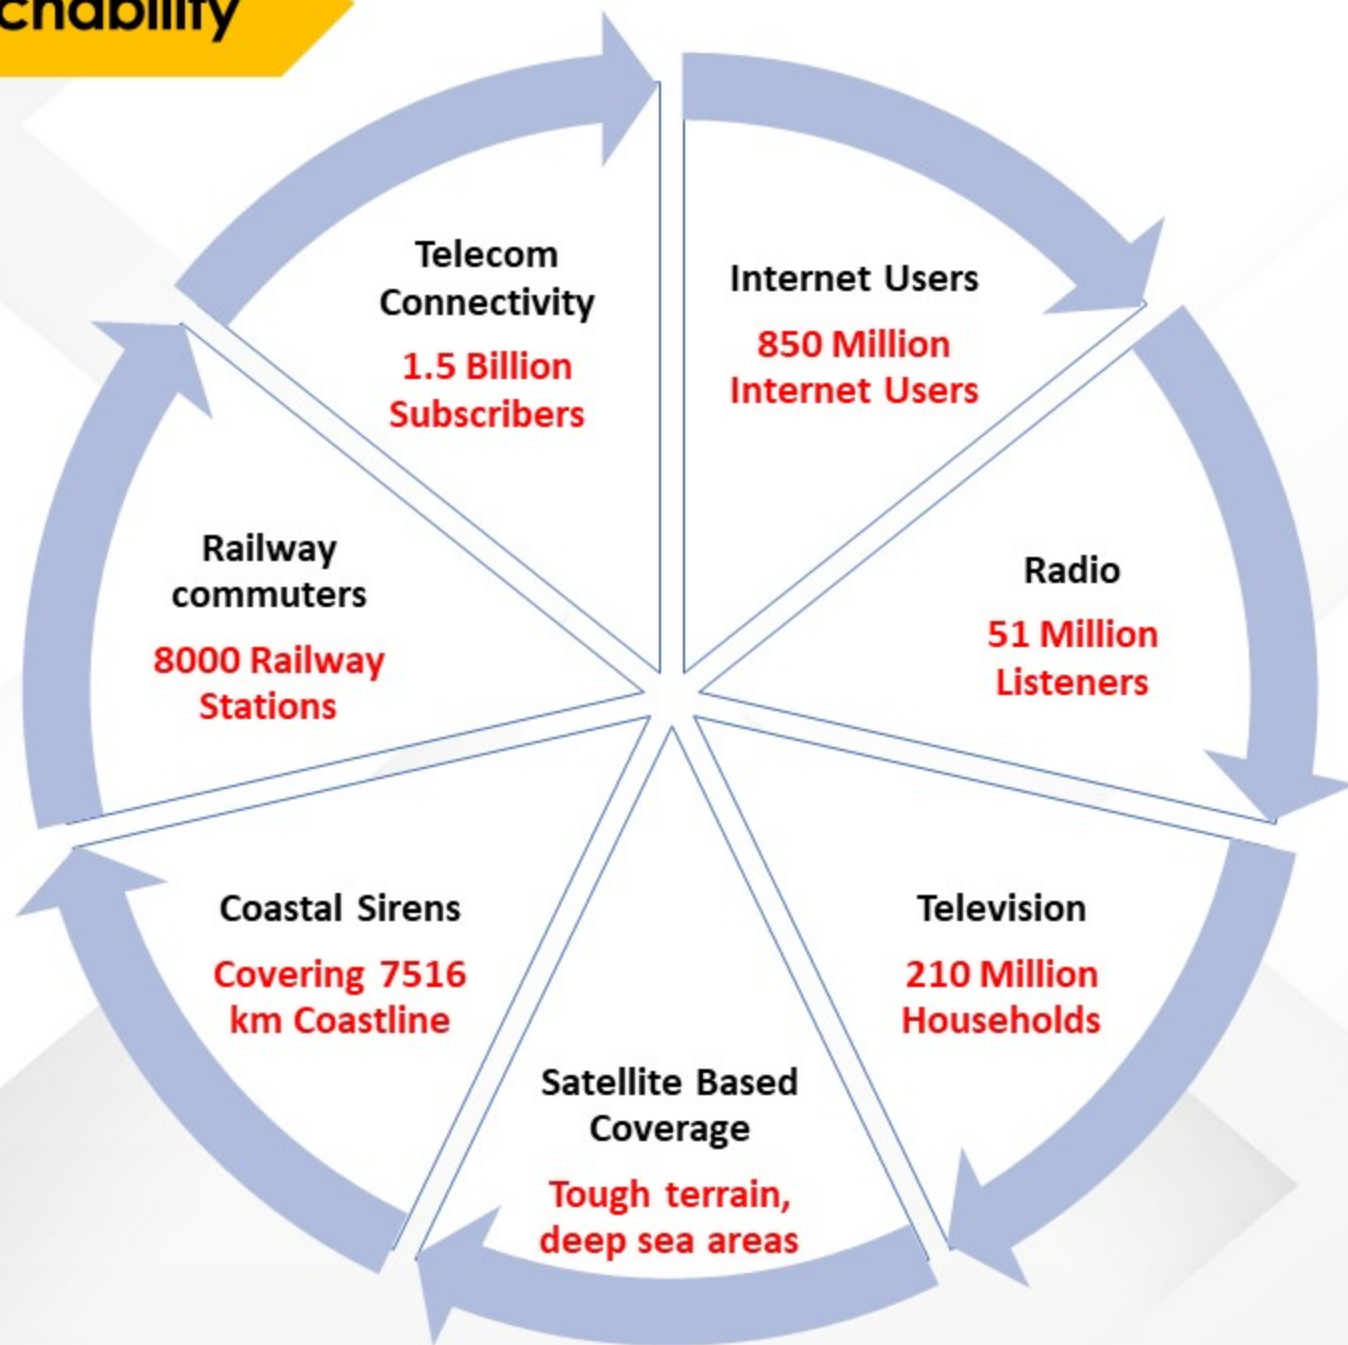 chability
Telecom
Connectivity
1.5 Billion
Subscribers
Internet Users
850 Million
Internet Users
Radio
51 Million
Listeners
Television
210 Million
Households
Satellite Based
Coverage
Tough terrain,
deep sea areas
Coastal Sirens
Covering 7516
km Coastline
Railway
commuters
8000 Railway
Stations